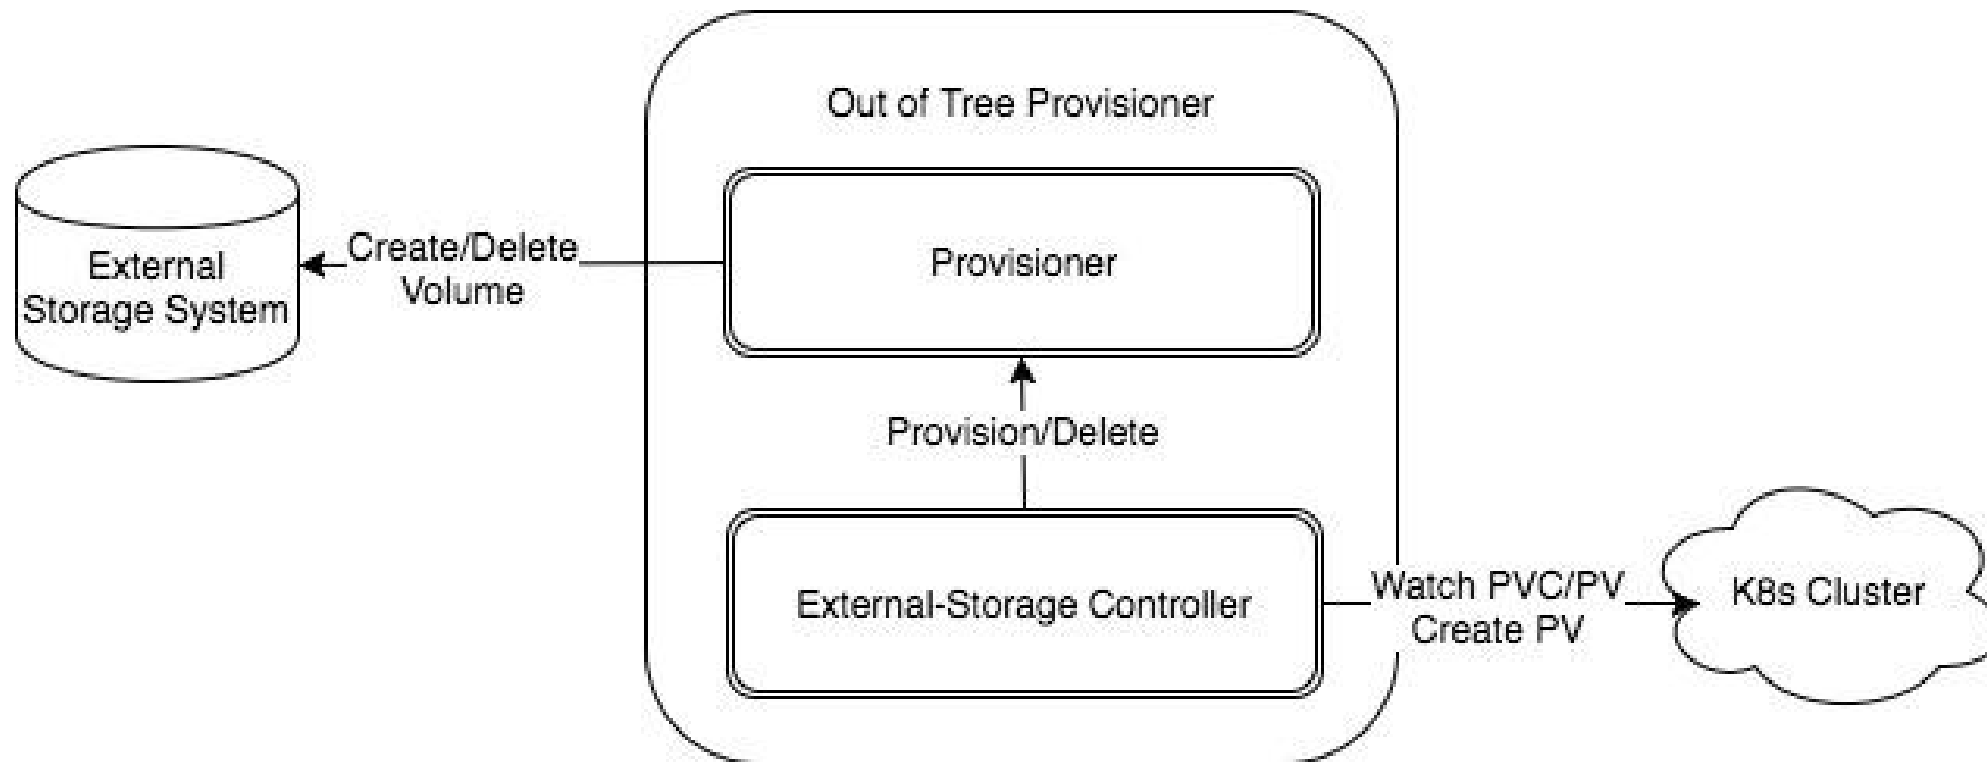 Out of Tree Provisioner
External
Storage System
Create/Delete
Volume
Provisioner
Provision/Delete
External-Storage Controller
Watch PVC/PV
Create PV
K8s Cluster